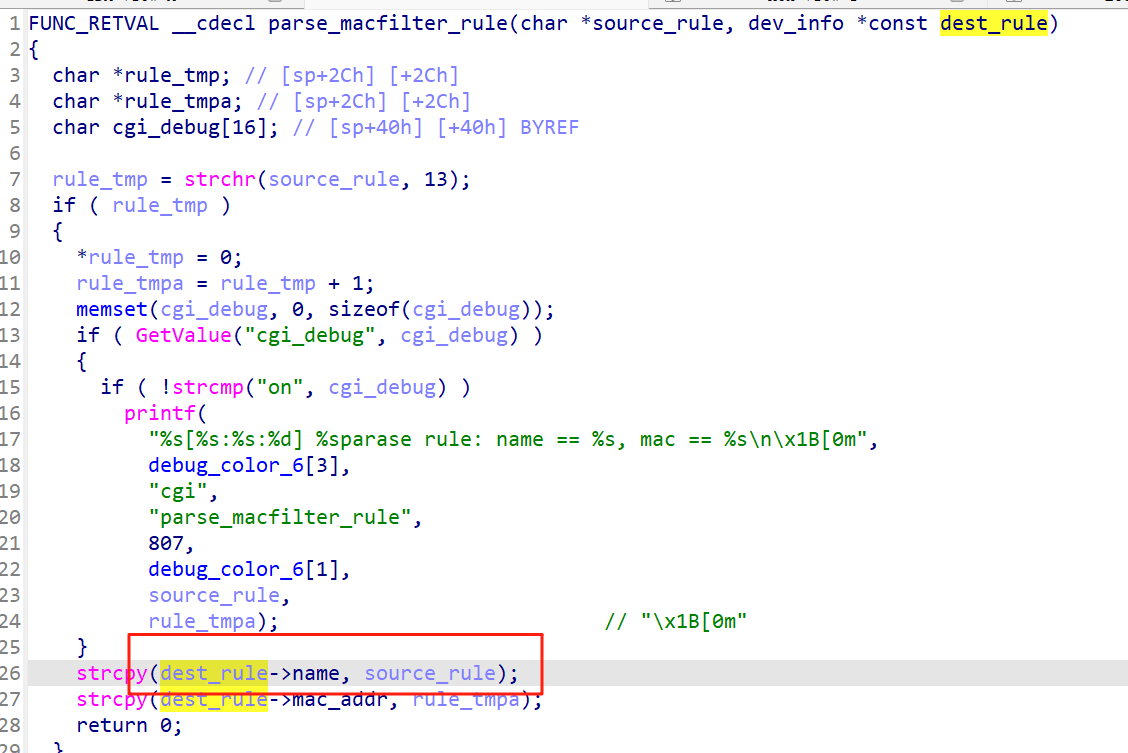 1 FUNC_RETVAL __cdecl parse_macfilter_rule(char *source_rule, dev_info *const dest_rule)
2 {
3   char *rule_tmp; // [sp+2Ch] [+2Ch]
4   char *rule_tmpa; // [sp+2Ch] [+2Ch]
5   char cgi_debug[16]; // [sp+40h] [+40h] BYREF
6
7   rule_tmp = strchr(source_rule, 13);
8   if ( rule_tmp )
9   {
10     *rule_tmp = 0;
11     rule_tmpa = rule_tmp + 1;
12     memset(cgi_debug, 0, sizeof(cgi_debug));
13     if ( GetValue("cgi_debug", cgi_debug) )
14     {
15       if ( !strcmp("on", cgi_debug) )
16         printf(
17           "%s[%s:%s:%d] %sparase rule: name == %s, mac == %s\n\x1B[0m",
18           debug_color_6[3],
19           "cgi",
20           "parse_macfilter_rule",
21           807,
22           debug_color_6[1],
23           source_rule,
24           rule_tmpa); // "\x1B[0m"
25     }
26     strcpy(dest_rule->name, source_rule);
27     strcpy(dest_rule->mac_addr, rule_tmpa);
28     return 0;
29   }